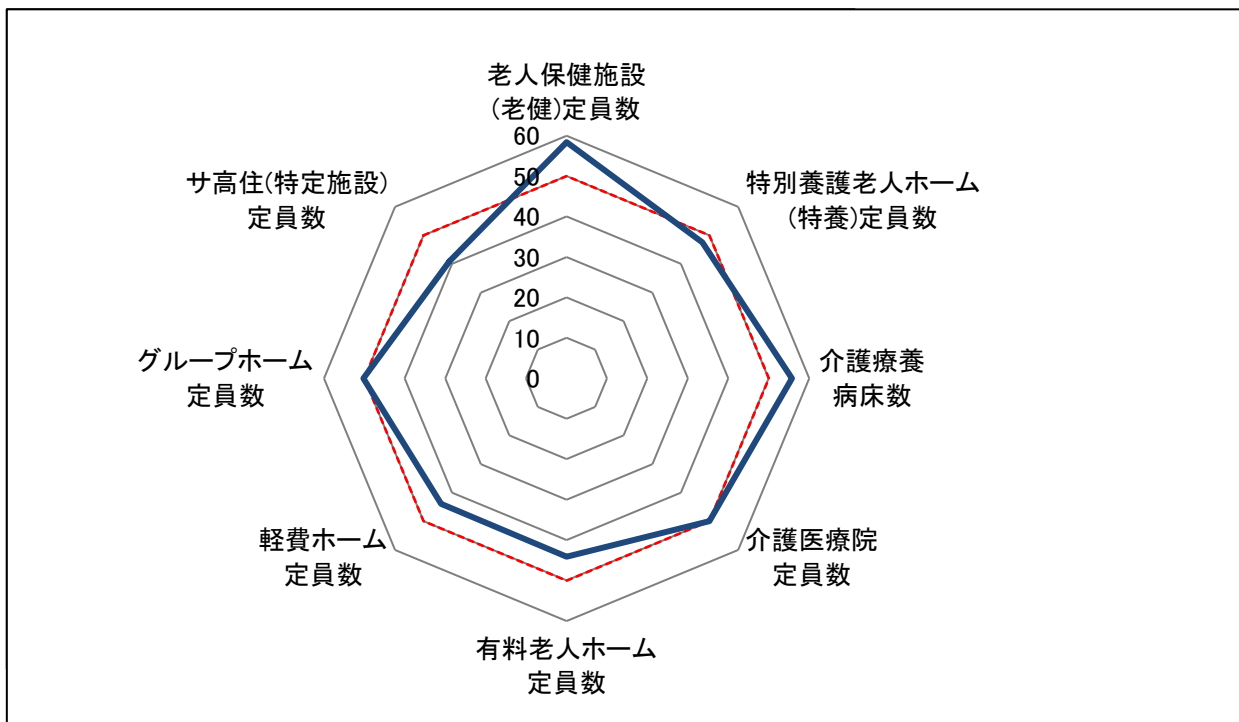 老人保健施設
(老健)定員数
特別養護老人ホーム
(特養)定員数
介護療養
病床数
介護医療院
定員数
有料老人ホーム
定員数
軽費ホーム
定員数
グループホーム
定員数
サ高住(特定施設)
定員数
60
50
40
30
20
10
0